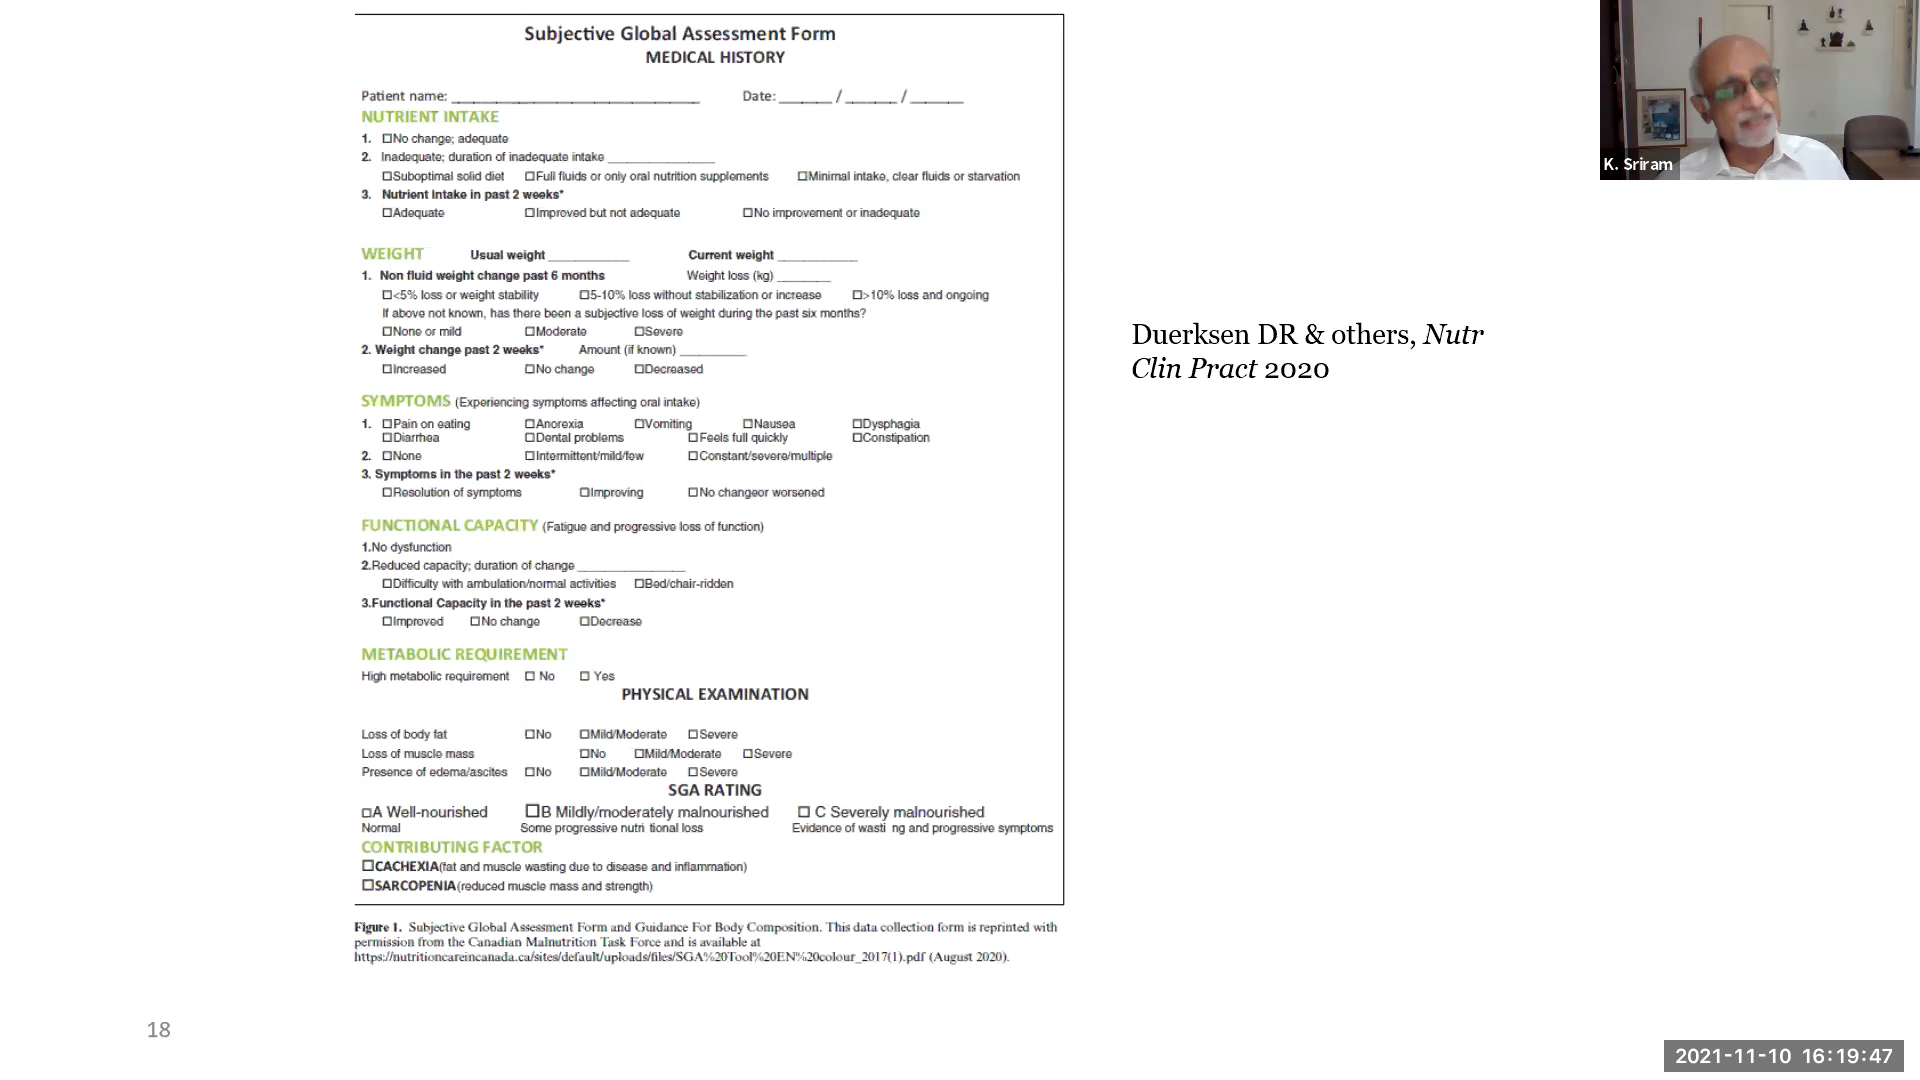 Subjective Global Assessment Form
MEDICAL HISTORY
Patient name: ____________________ Date: ______ / ______ / ______
NUTRIENT INTAKE
1. ☐No change; adequate
2. Inadequate; duration of inadequate intake ______________
☐Suboptimal solid diet ☐Full fluids or only oral nutrition supplements ☐Minimal intake, clear fluids or starvation
3. Nutrient Intake in past 2 weeks*
☐Adequate ☐Improved but not adequate ☐No improvement or inadequate
WEIGHT Usual weight __________ Current weight __________
1. Non fluid weight change past 6 months Weight loss (kg) _______
☐<5% loss or weight stability ☐5-10% loss without stabilization or increase ☐>10% loss and ongoing
If above not known, has there been a subjective loss of weight during the past six months?
☐None or mild ☐Moderate ☐Severe
2. Weight change past 2 weeks* Amount (if known) ________
☐Increased ☐No change ☐Decreased
SYMPTOMS (Experiencing symptoms affecting oral intake)
1. ☐Pain on eating ☐Anorexia ☐Vomiting ☐Nausea ☐Dysphagia
☐Diarrhea ☐Dental problems ☐Feels full quickly ☐Constipation
2. ☐None ☐Intermittent/mild/few ☐Constant/severe/multiple
3. Symptoms in the past 2 weeks*
☐Resolution of symptoms ☐Improving ☐No changeor worsened
FUNCTIONAL CAPACITY (Fatigue and progressive loss of function)
1.No dysfunction
2.Reduced capacity; duration of change ______________
☐Difficulty with ambulation/normal activities ☐Bed/chair-ridden
3.Functional Capacity in the past 2 weeks*
☐Improved ☐No change ☐Decrease
METABOLIC REQUIREMENT
High metabolic requirement ☐ No ☐ Yes
PHYSICAL EXAMINATION
Loss of body fat ☐No ☐Mild/Moderate ☐Severe
Loss of muscle mass ☐No ☐Mild/Moderate ☐Severe
Presence of edema/ascites ☐No ☐Mild/Moderate ☐Severe
SGA RATING
☐A Well-nourished ☐B Mildly/moderately malnourished ☐ C Severely malnourished
Normal Some progressive nutri tional loss Evidence of wasti ng and progressive symptoms
CONTRIBUTING FACTOR
☐CACHEXIA(fat and muscle wasting due to disease and inflammation)
☐SARCOPENIA(reduced muscle mass and strength)
Figure 1. Subjective Global Assessment Form and Guidance For Body Composition. This data collection form is reprinted with
permission from the Canadian Malnutrition Task Force and is available at
https://nutritioncareincanada.ca/sites/default/uploads/files/SGA%20Tool%20EN%20colour_2017(1).pdf (August 2020).
Duerksen DR & others, Nutr
Clin Pract 2020
K. Sriram
18
2021-11-10 16:19:47